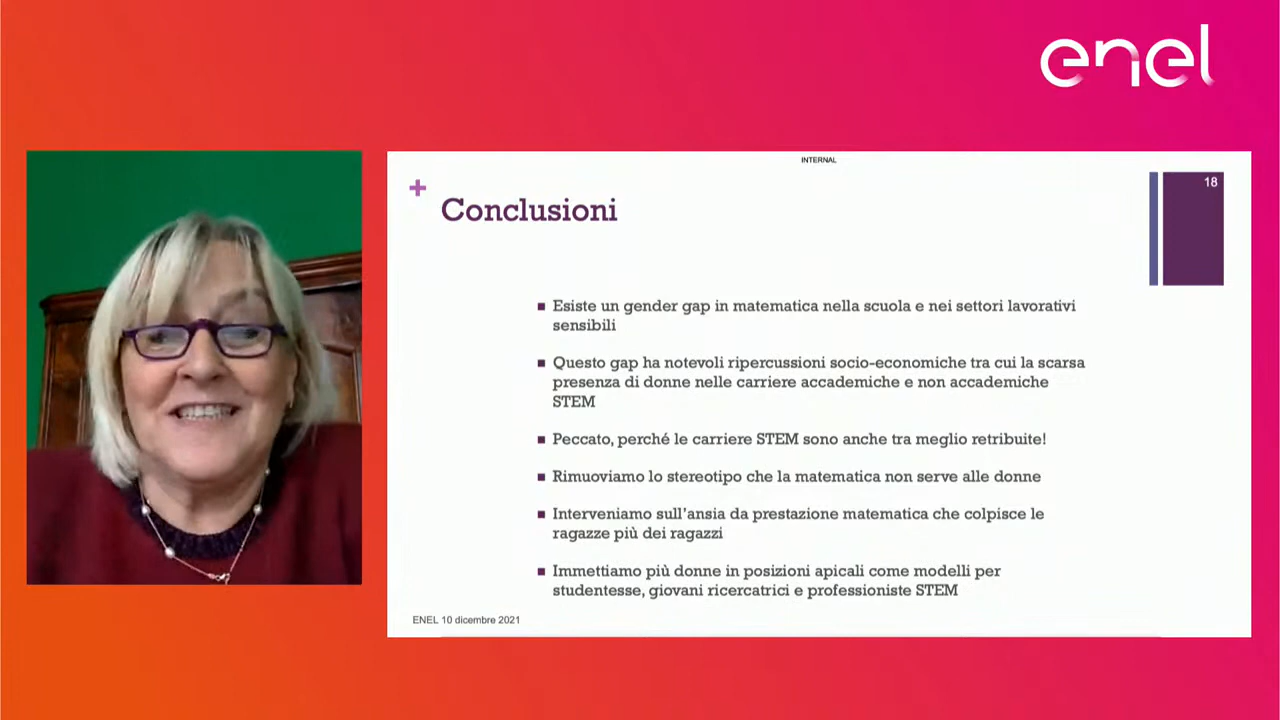 enel
INTERNAL
+
18
Conclusioni
■ Esiste un gender gap in matematica nella scuola e nei settori lavorativi
sensibili
■ Questo gap ha notevoli ripercussioni socio-economiche tra cui la scarsa
presenza di donne nelle carriere accademiche e non accademiche
STEM
■ Peccato, perché le carriere STEM sono anche tra meglio retribuite!
■ Rimuoviamo lo stereotipo che la matematica non serve alle donne
■ Interveniamo sull'ansia da prestazione matematica che colpisce le
ragazze più dei ragazzi
■ Immettiamo più donne in posizioni apicali come modelli per
studentesse, giovani ricercatrici e professioniste STEM
ENEL 10 dicembre 2021